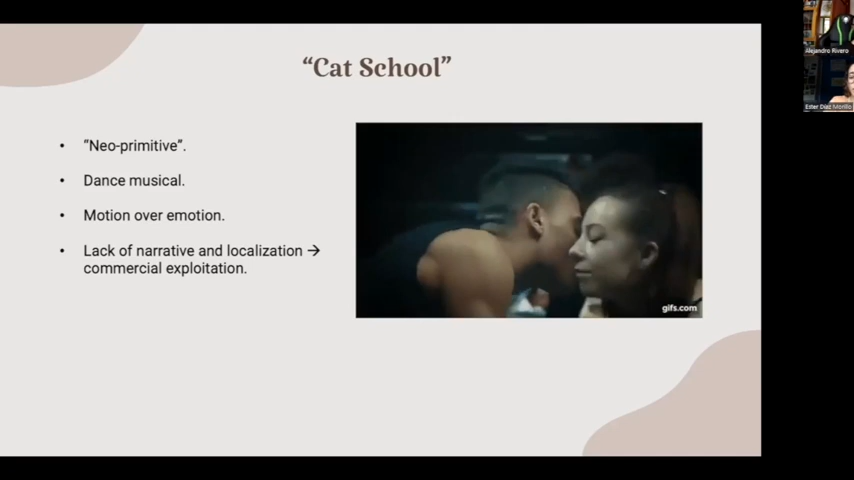 “Cat School”
• “Neo-primitive”.
• Dance musical.
• Motion over emotion.
• Lack of narrative and localization →
commercial exploitation.
gifs.com
Alejandro Rivero
Ester Díaz Morillo